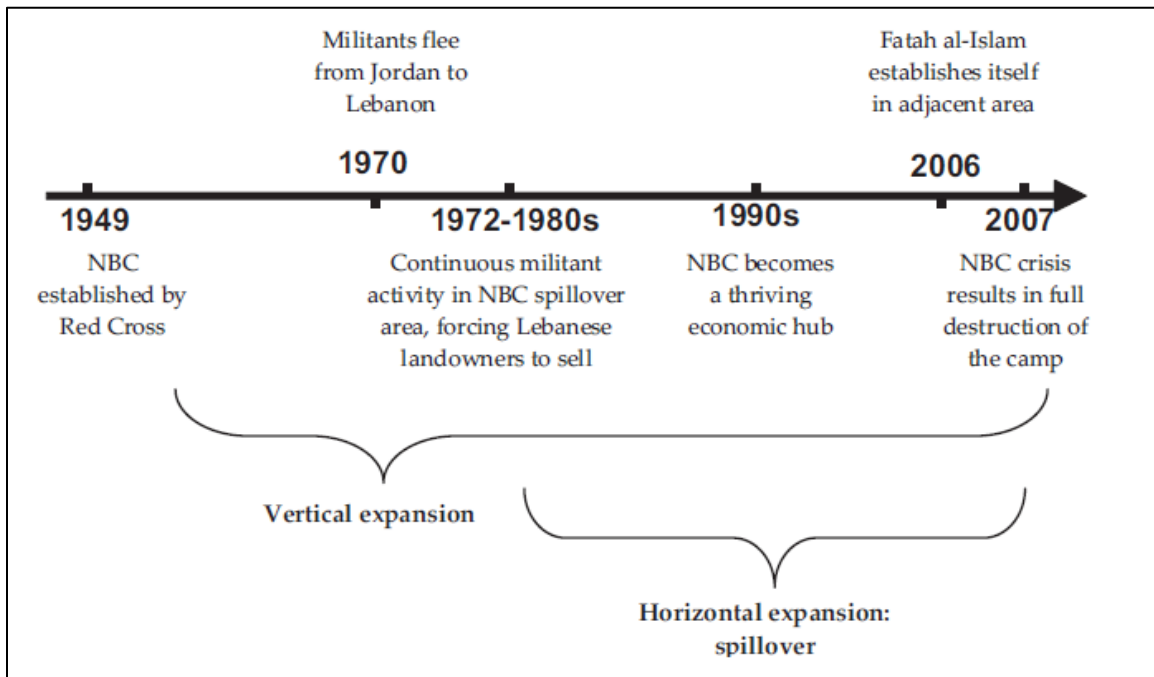 Militants flee
from Jordan to
Lebanon
Fatah al-Islam
establishes itself
in adjacent area
1970
2006
1949
1972-1980s
1990s
2007
NBC
established by
Red Cross
Continuous militant
activity in NBC spillover
area, forcing Lebanese
landowners to sell
NBC becomes
a thriving
economic hub
NBC crisis
results in full
destruction of
the camp
Vertical expansion
Horizontal expansion:
spillover